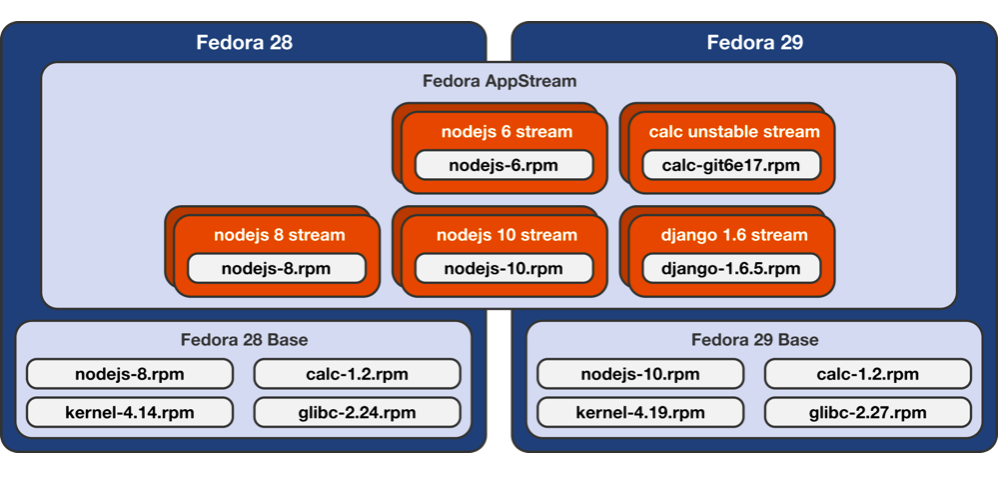 Fedora 28
Fedora 29
Fedora AppStream
nodejs 6 stream
nodejs-6.rpm
calc unstable stream
calc-git6e17.rpm
nodejs 8 stream
nodejs-8.rpm
nodejs 10 stream
nodejs-10.rpm
django 1.6 stream
django-1.6.5.rpm
Fedora 28 Base
nodejs-8.rpm
calc-1.2.rpm
kernel-4.14.rpm
glibc-2.24.rpm
Fedora 29 Base
nodejs-10.rpm
calc-1.2.rpm
kernel-4.19.rpm
glibc-2.27.rpm